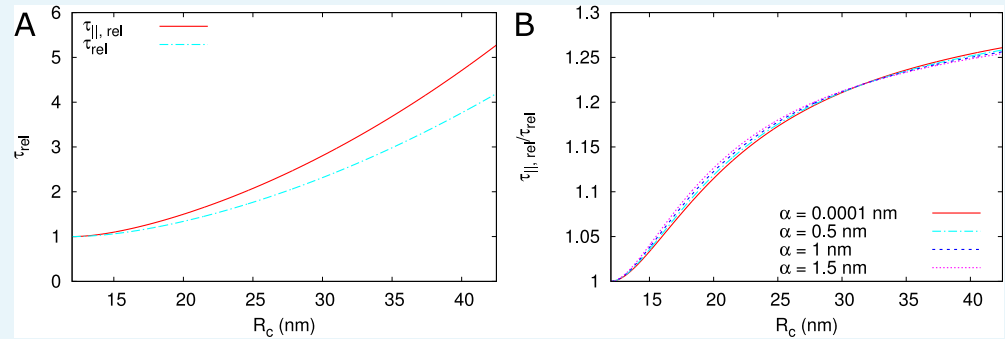 A
τ||, rel
τrel
6
5
4
3
2
1
0
τrel
15
20
25
30
35
40
Rc (nm)
B
1.3
1.25
1.2
1.15
1.1
1.05
1
τ||, rel/τrel
α = 0.0001 nm
α = 0.5 nm
α = 1 nm
α = 1.5 nm
15
20
25
30
35
40
Rc (nm)